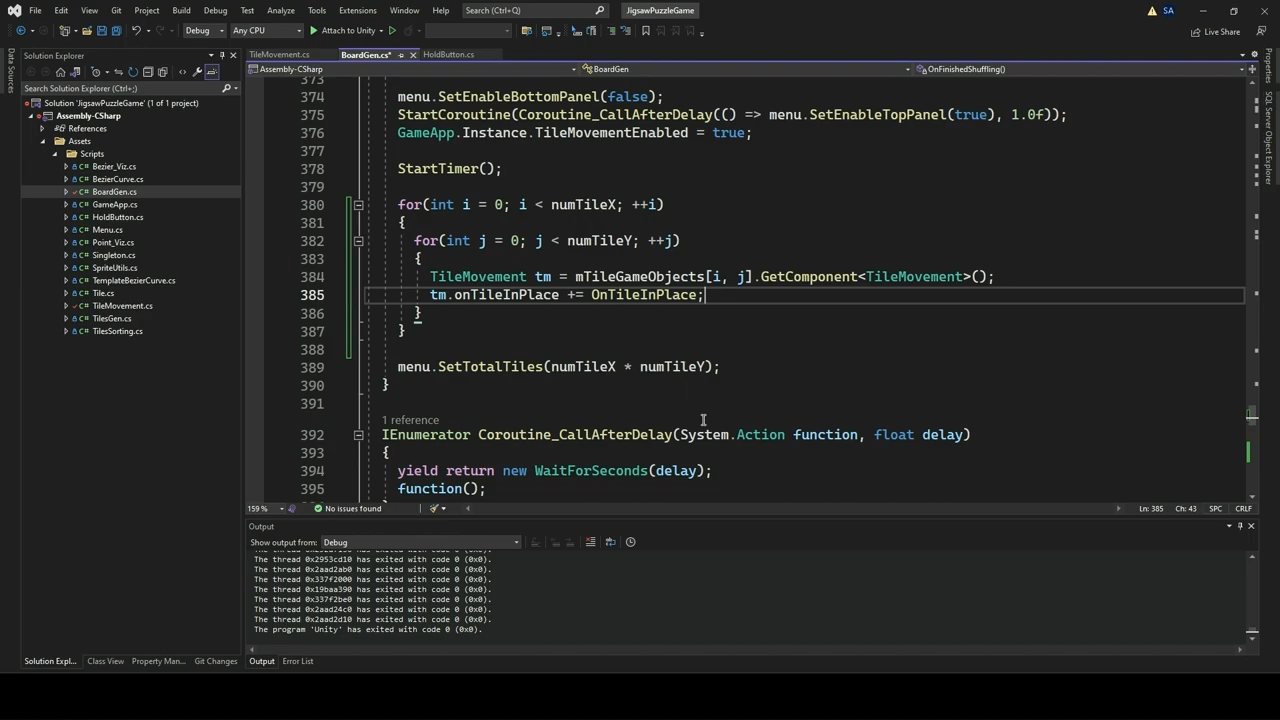 File Edit View Git Project Build Debug Test Analyze Tools Extensions Window Help Search (Ctrl+Q) JigsawPuzzleGame SA
Debug Any CPU Attach to Unity Live Share
Solution Explorer
TileMovement.cs BoardGen.cs* HoldButton.cs
Assembly-CSharp BoardGen OnFinishedShuffling()
Search Solution Explorer (Ctrl+;)
Solution 'JigsawPuzzleGame' (1 of 1 project)
Assembly-CSharp
References
Assets
Scripts
Bezier_Viz.cs
BezierCurve.cs
BoardGen.cs
GameApp.cs
HoldButton.cs
Menu.cs
Point_Viz.cs
Singleton.cs
SpriteUtils.cs
TemplateBezierCurve.cs
Tile.cs
TileMovement.cs
TilesGen.cs
TilesSorting.cs
Data Sources
373
374 menu.SetEnableBottomPanel(false);
375 StartCoroutine(Coroutine_CallAfterDelay(() => menu.SetEnableTopPanel(true), 1.0f));
376 GameApp.Instance.TileMovementEnabled = true;
377
378 StartTimer();
379
380 for(int i = 0; i < numTileX; ++i)
381 {
382 for(int j = 0; j < numTileY; ++j)
383 {
384 TileMovement tm = mTileGameObjects[i, j].GetComponent<TileMovement>();
385 tm.onTileInPlace += OnTileInPlace;
386 }
387 }
388
389 menu.SetTotalTiles(numTileX * numTileY);
390 }
391
1 reference
392 IEnumerator Coroutine_CallAfterDelay(System.Action function, float delay)
393 {
394 yield return new WaitForSeconds(delay);
395 function();
159 % No issues found Ln: 385 Ch: 43 SPC CRLF
Output
Show output from: Debug
The thread 0x2953cd10 has exited with code 0 (0x0).
The thread 0x2aad2ab0 has exited with code 0 (0x0).
The thread 0x337f2000 has exited with code 0 (0x0).
The thread 0x19baa390 has exited with code 0 (0x0).
The thread 0x337f2be0 has exited with code 0 (0x0).
The thread 0x2aad24c0 has exited with code 0 (0x0).
The thread 0x2aad2d10 has exited with code 0 (0x0).
The program 'Unity' has exited with code 0 (0x0).
Solution Expl... Class View Property Man... Git Changes Output Error List
Properties
SQL Server Object Explorer